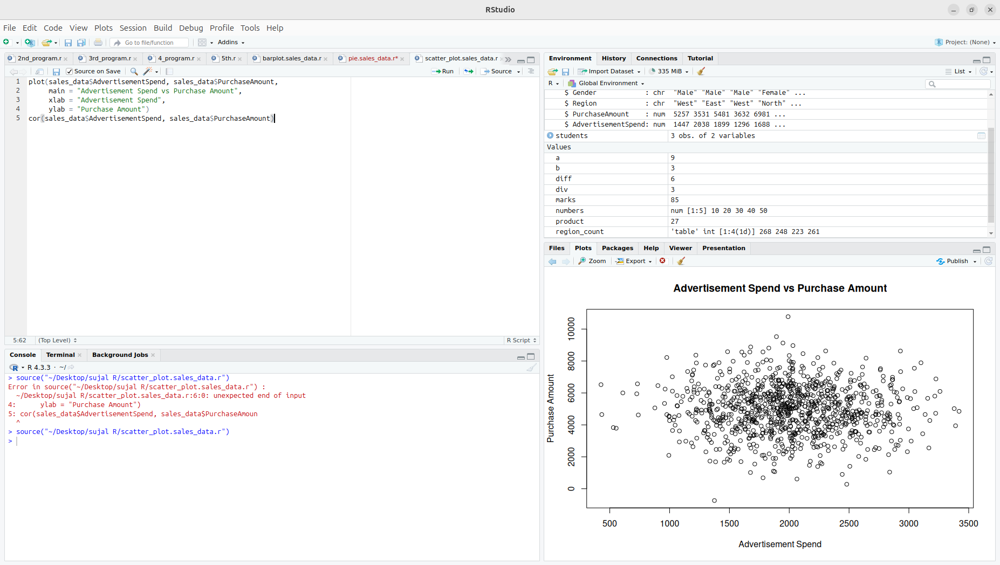 RStudio
File Edit Code View Plots Session Build Debug Profile Tools Help
Go to file/function Addins Project: (None)
2nd_program.r 3rd_program.r 4_program.r 5th.r barplot.sales_data.r pie.sales_data.r* scatter_plot.sales_data.r
Source on Save Run Source
1 plot(sales_data$AdvertisementSpend, sales_data$PurchaseAmount,
2 main = "Advertisement Spend vs Purchase Amount",
3 xlab = "Advertisement Spend",
4 ylab = "Purchase Amount")
5 cor(sales_data$AdvertisementSpend, sales_data$PurchaseAmount)
5:62 (Top Level) R Script
Console Terminal Background Jobs
R 4.3.3 · ~/
> source("~/Desktop/sujal R/scatter_plot.sales_data.r")
Error in source("~/Desktop/sujal R/scatter_plot.sales_data.r") :
~/Desktop/sujal R/scatter_plot.sales_data.r:6:0: unexpected end of input
4: ylab = "Purchase Amount")
5: cor(sales_data$AdvertisementSpend, sales_data$PurchaseAmoun
^
> source("~/Desktop/sujal R/scatter_plot.sales_data.r")
>
Environment History Connections Tutorial
Import Dataset 335 MiB List
R Global Environment
$ Gender : chr "Male" "Male" "Male" "Female" ...
$ Region : chr "West" "East" "West" "North" ...
$ PurchaseAmount : num 5257 3531 5481 3632 6981 ...
$ AdvertisementSpend: num 1447 2038 1899 1296 1688 ...
students 3 obs. of 2 variables
Values
a 9
b 3
diff 6
div 3
marks 85
numbers num [1:5] 10 20 30 40 50
product 27
region_count 'table' int [1:4(1d)] 268 248 223 261
Files Plots Packages Help Viewer Presentation
Zoom Export Publish
Advertisement Spend vs Purchase Amount
Purchase Amount
10000
8000
6000
4000
2000
0
500 1000 1500 2000 2500 3000 3500
Advertisement Spend